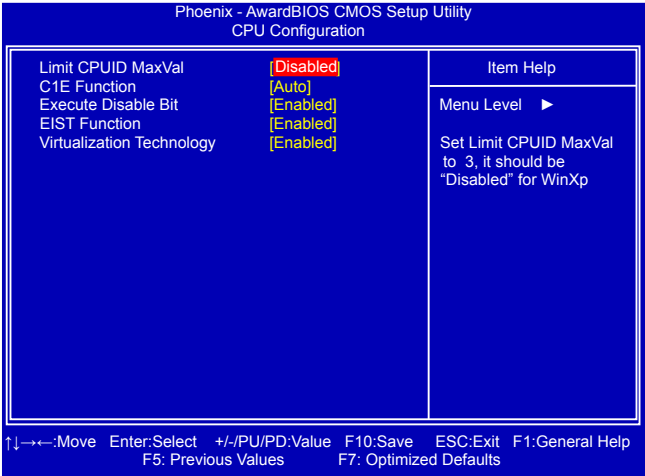 Phoenix - AwardBIOS CMOS Setup Utility
CPU Configuration
Limit CPUID MaxVal [Disabled]
C1E Function [Auto]
Execute Disable Bit [Enabled]
EIST Function [Enabled]
Virtualization Technology [Enabled]
Item Help
Menu Level ►
Set Limit CPUID MaxVal
to 3, it should be
“Disabled” for WinXp
↑↓→←:Move Enter:Select +/-/PU/PD:Value F10:Save ESC:Exit F1:General Help
F5: Previous Values F7: Optimized Defaults